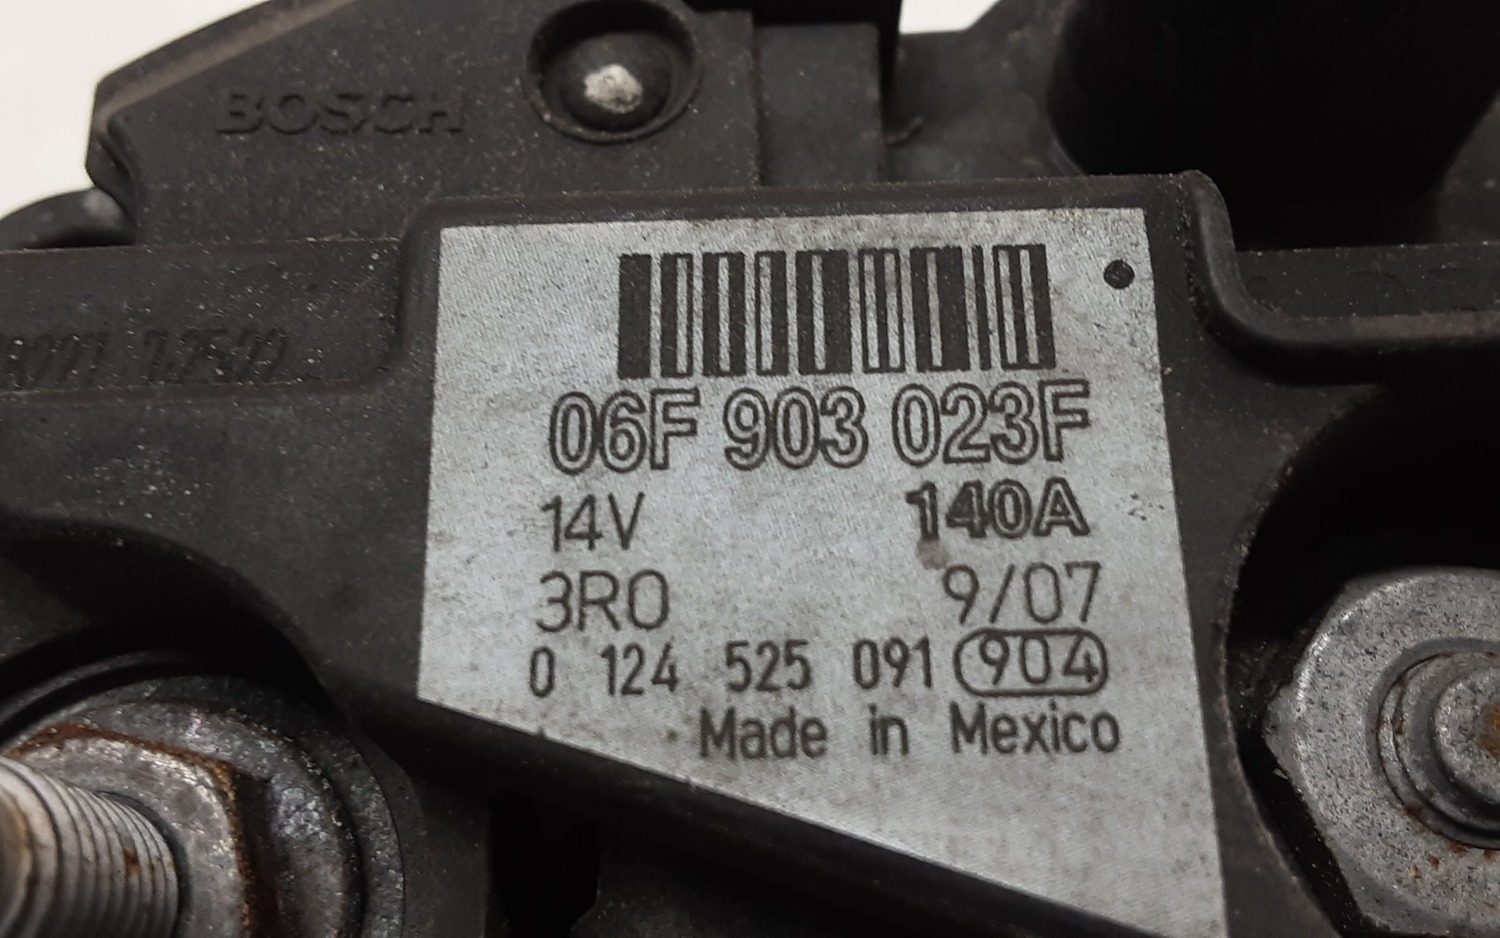 BOSCH
06F 903 023F
14V 140A
3R0 9/07
0 124 525 091 904
Made in Mexico